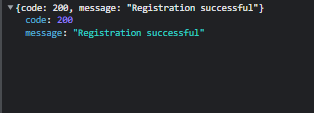 ▼{code: 200, message: "Registration successful"}
code: 200
message: "Registration successful"